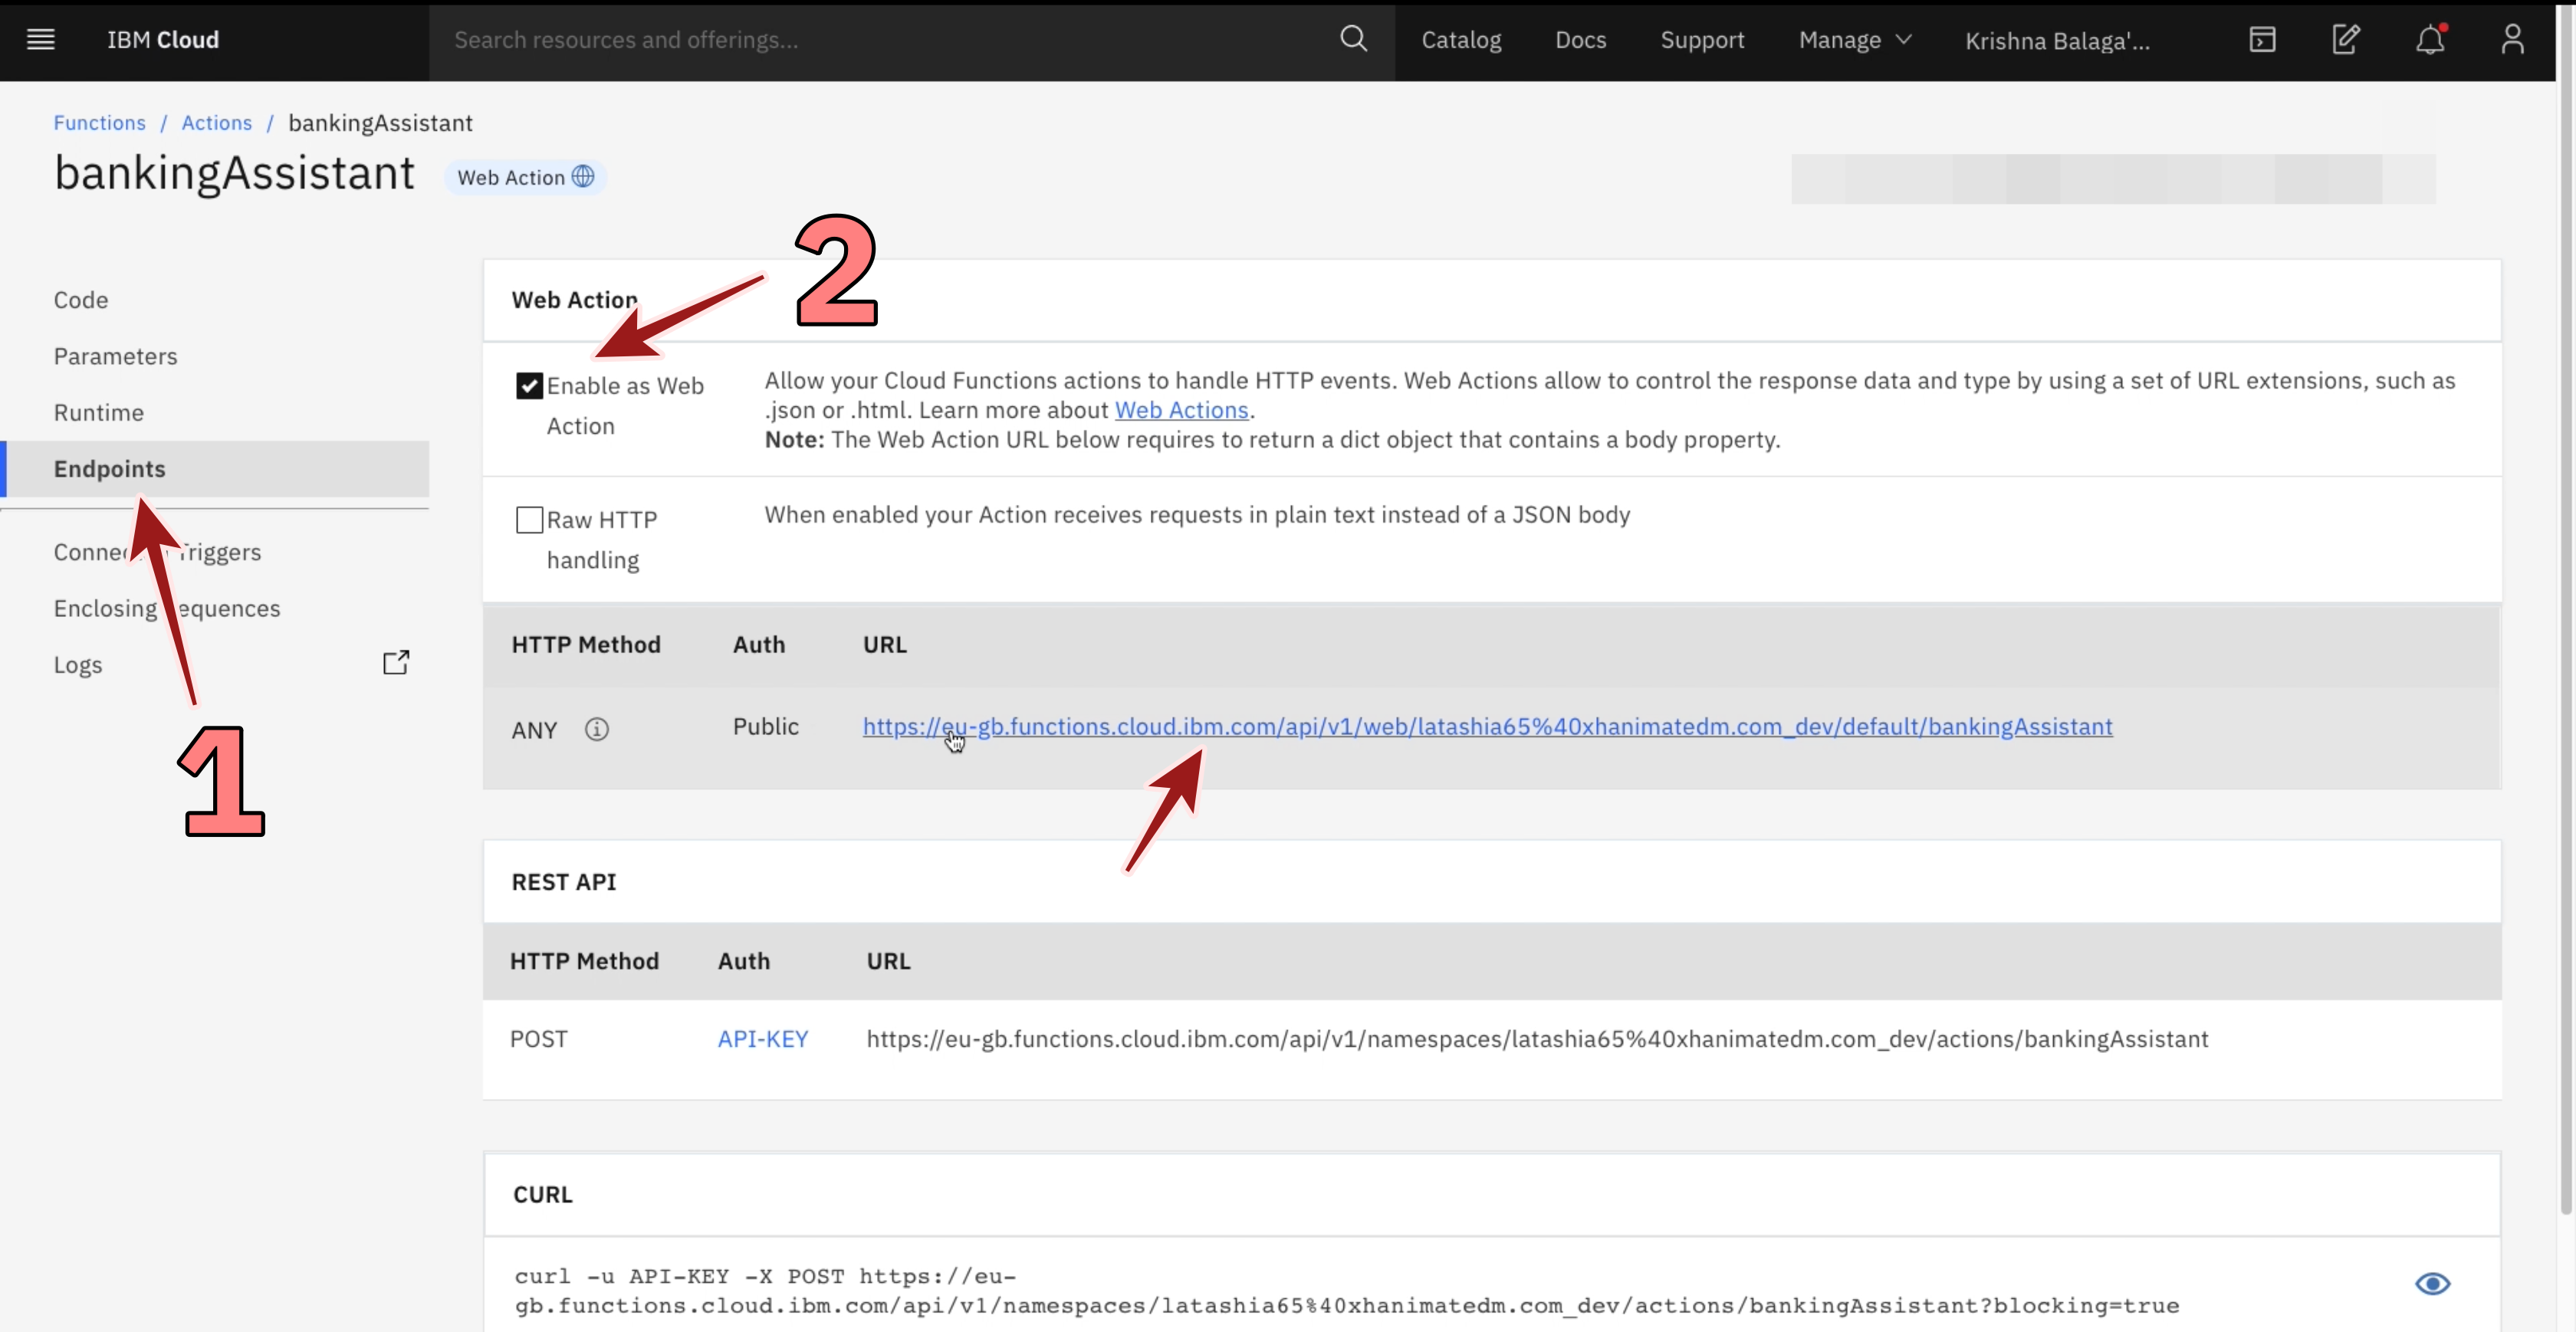 IBM Cloud
Search resources and offerings...
Catalog
Docs
Support
Manage
Krishna Balaga'...
Functions / Actions / bankingAssistant
bankingAssistant
Web Action
2
Code
Parameters
Runtime
Endpoints
Triggers
Enclosing
Logs
1
Web Action
Enable as Web
Action
Allow your Cloud Functions actions to handle HTTP events. Web Actions allow to control the response data and type by using a set of URL extensions, such as
.json or .html. Learn more about Web Actions.
Note: The Web Action URL below requires to return a dict object that contains a body property.
Raw HTTP
handling
When enabled your Action receives requests in plain text instead of a JSON body
HTTP Method Auth URL
ANY Public https://eu-gb.functions.cloud.ibm.com/api/v1/web/latashia65%40xhanimatedm.com_dev/default/bankingAssistant
REST API
HTTP Method Auth URL
POST API-KEY https://eu-gb.functions.cloud.ibm.com/api/v1/namespaces/latashia65%40xhanimatedm.com_dev/actions/bankingAssistant
CURL
curl -u API-KEY -X POST https://eu-
gb.functions.cloud.ibm.com/api/v1/namespaces/latashia65%40xhanimatedm.com_dev/actions/bankingAssistant?blocking=true